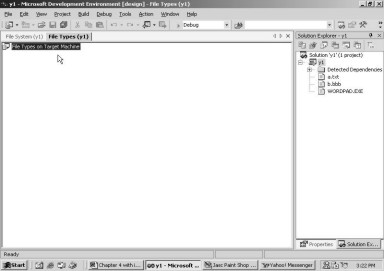 y1 - Microsoft Development Environment [design] - File Types (y1)
File Edit View Project Build Debug Tools Action Window Help
Debug
File System (y1) File Types (y1)
File Types on Target Machine
Solution Explorer - y1
Solution 'y1' (1 project)
y1
Detected Dependencies
a.txt
b.bbb
WORDPAD.EXE
Properties Solution Ex...
Ready
Start Chapter 4 with i... y1 - Microsoft ... Jasc Paint Shop ... Yahoo! Messenger 3:02 PM